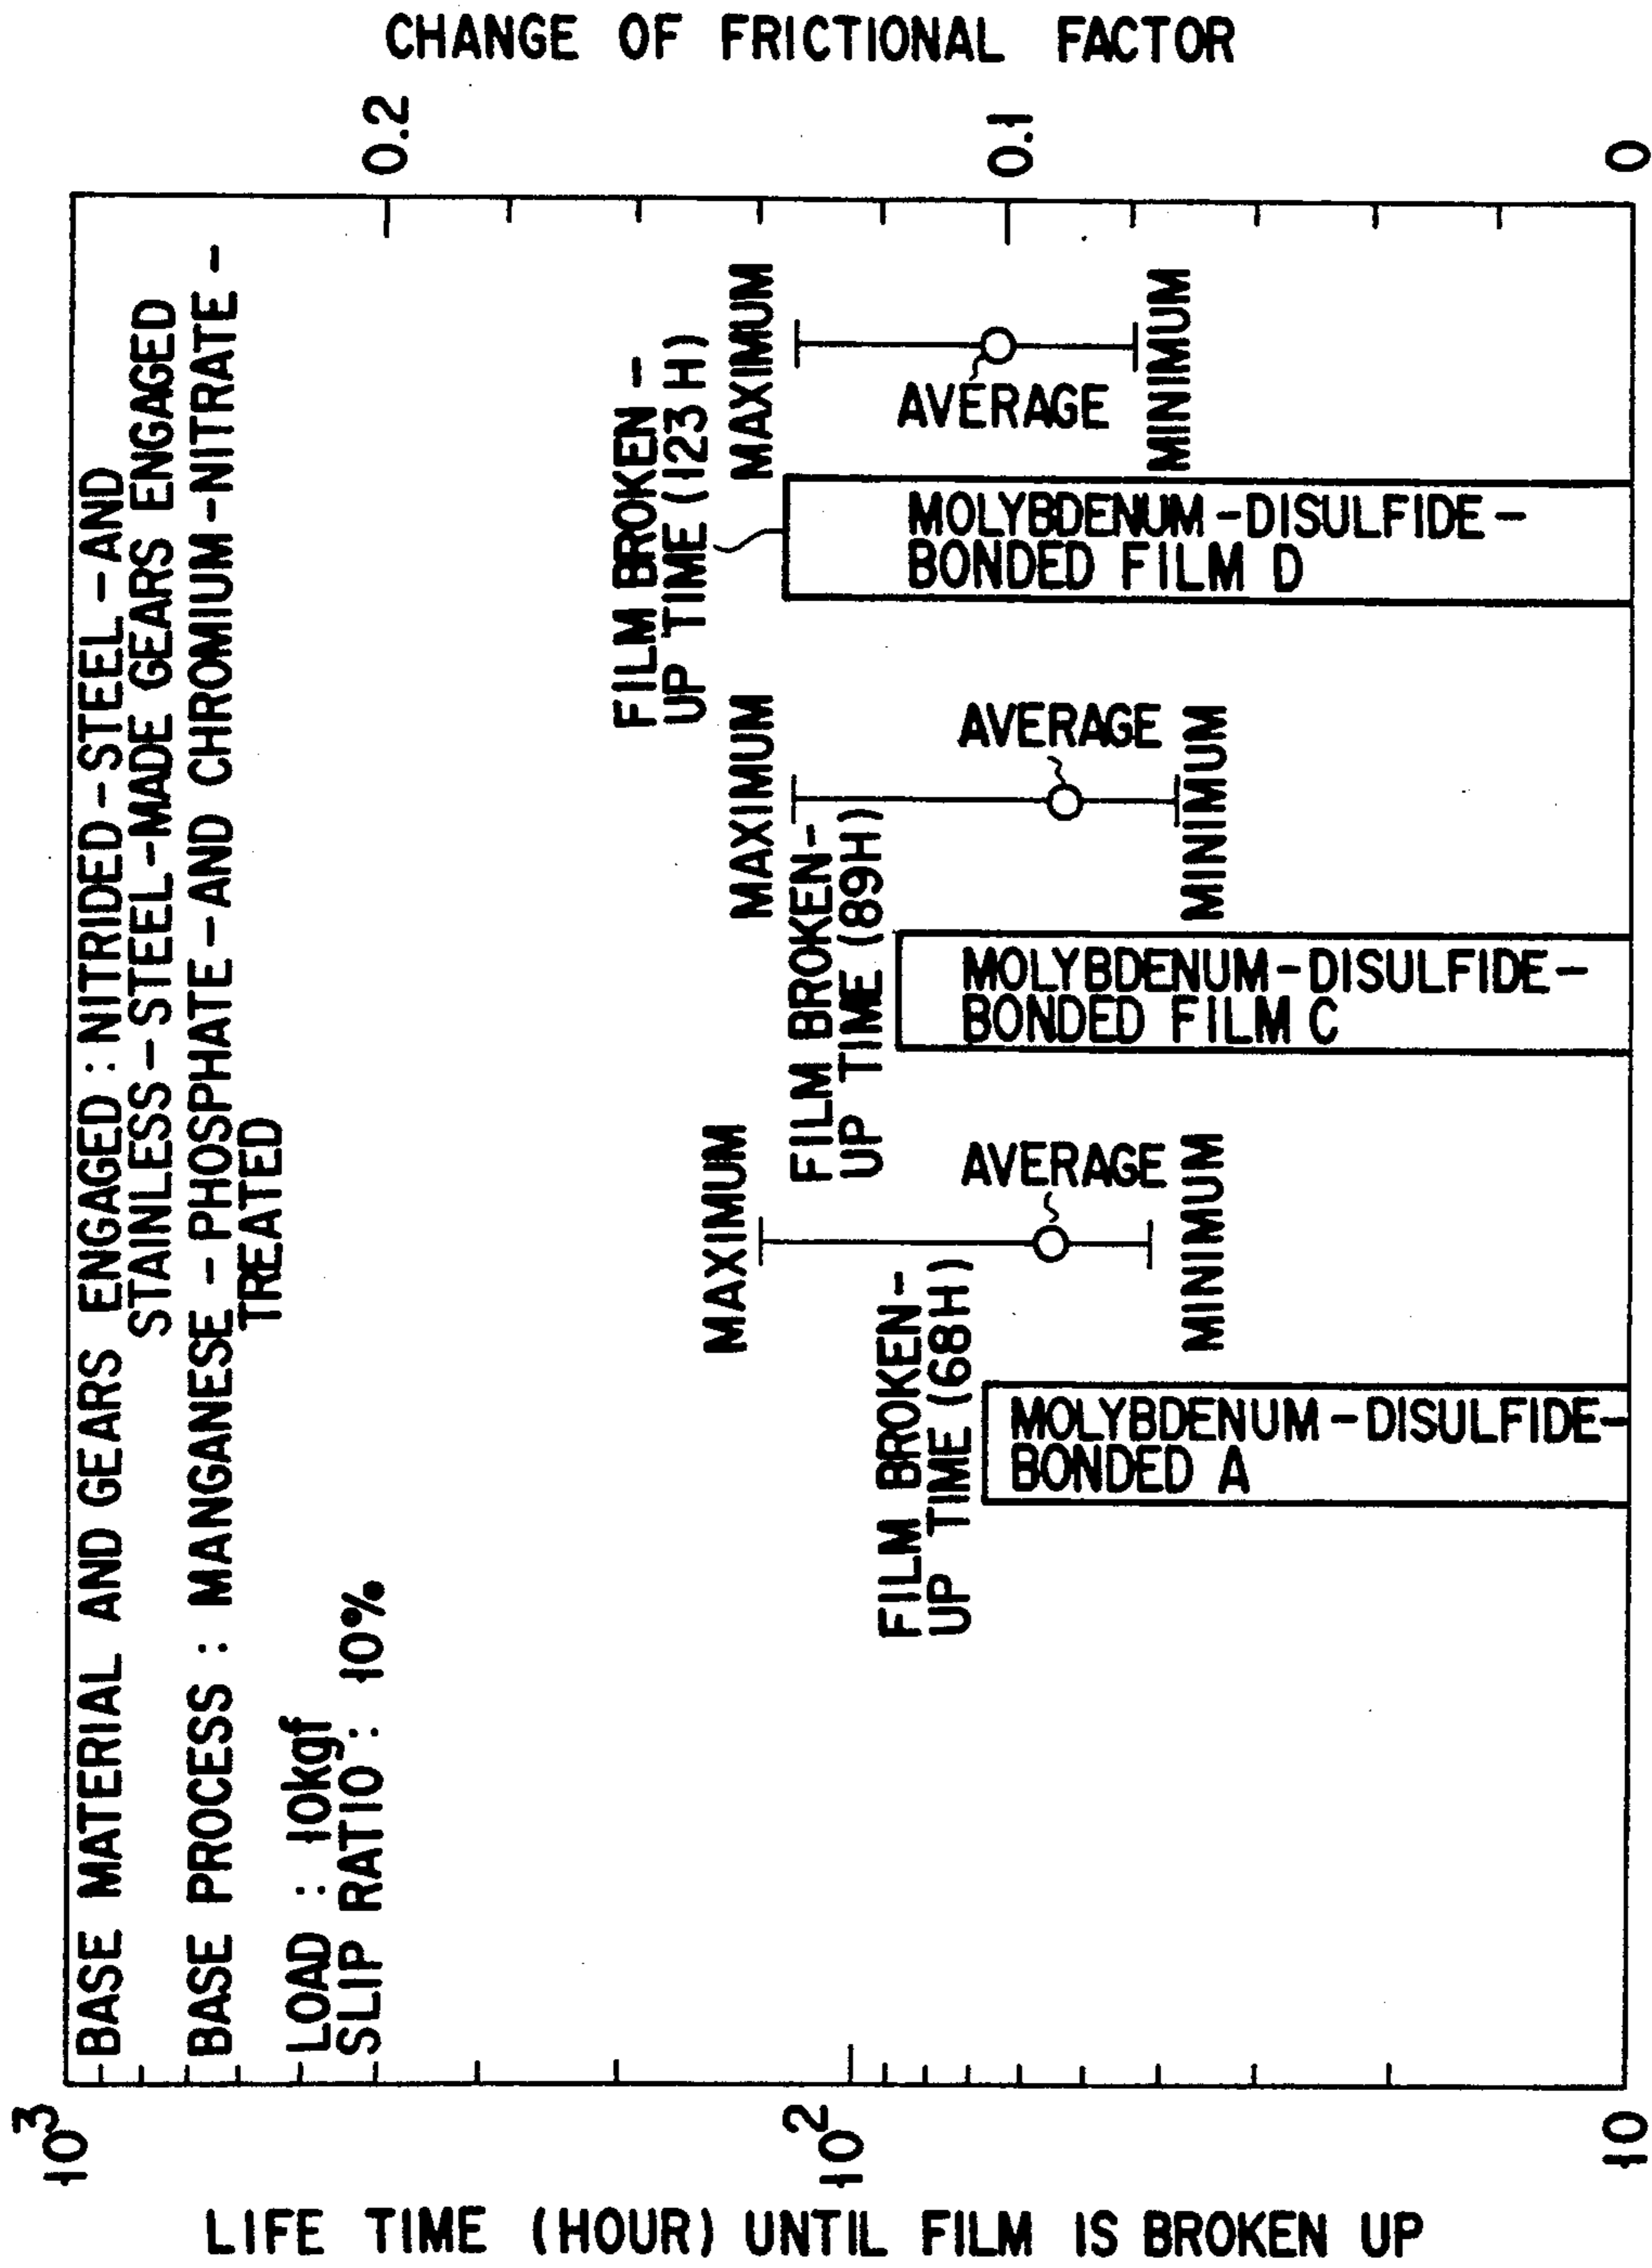 BASE MATERIAL AND GEARS ENGAGED : NITRIDED-STEEL-AND
STAINLESS-STEEL-MADE GEARS ENGAGED
BASE PROCESS : MANGANESE-PHOSPHATE-AND CHROMIUM-NITRATE-
TREATED
LOAD : 10kgf
SLIP RATIO : 10%
LIFE TIME (HOUR) UNTIL FILM IS BROKEN UP
10³
10²
10
FILM BROKEN-
UP TIME (68H)
MOLYBDENUM-DISULFIDE-
BONDED A
MAXIMUM
AVERAGE
MINIMUM
FILM BROKEN-
UP TIME (89H)
MOLYBDENUM-DISULFIDE-
BONDED FILM C
MAXIMUM
AVERAGE
MINIMUM
FILM BROKEN-
UP TIME (123H)
MOLYBDENUM-DISULFIDE-
BONDED FILM D
MAXIMUM
AVERAGE
MINIMUM
0.2
0.1
0
CHANGE OF FRICTIONAL FACTOR